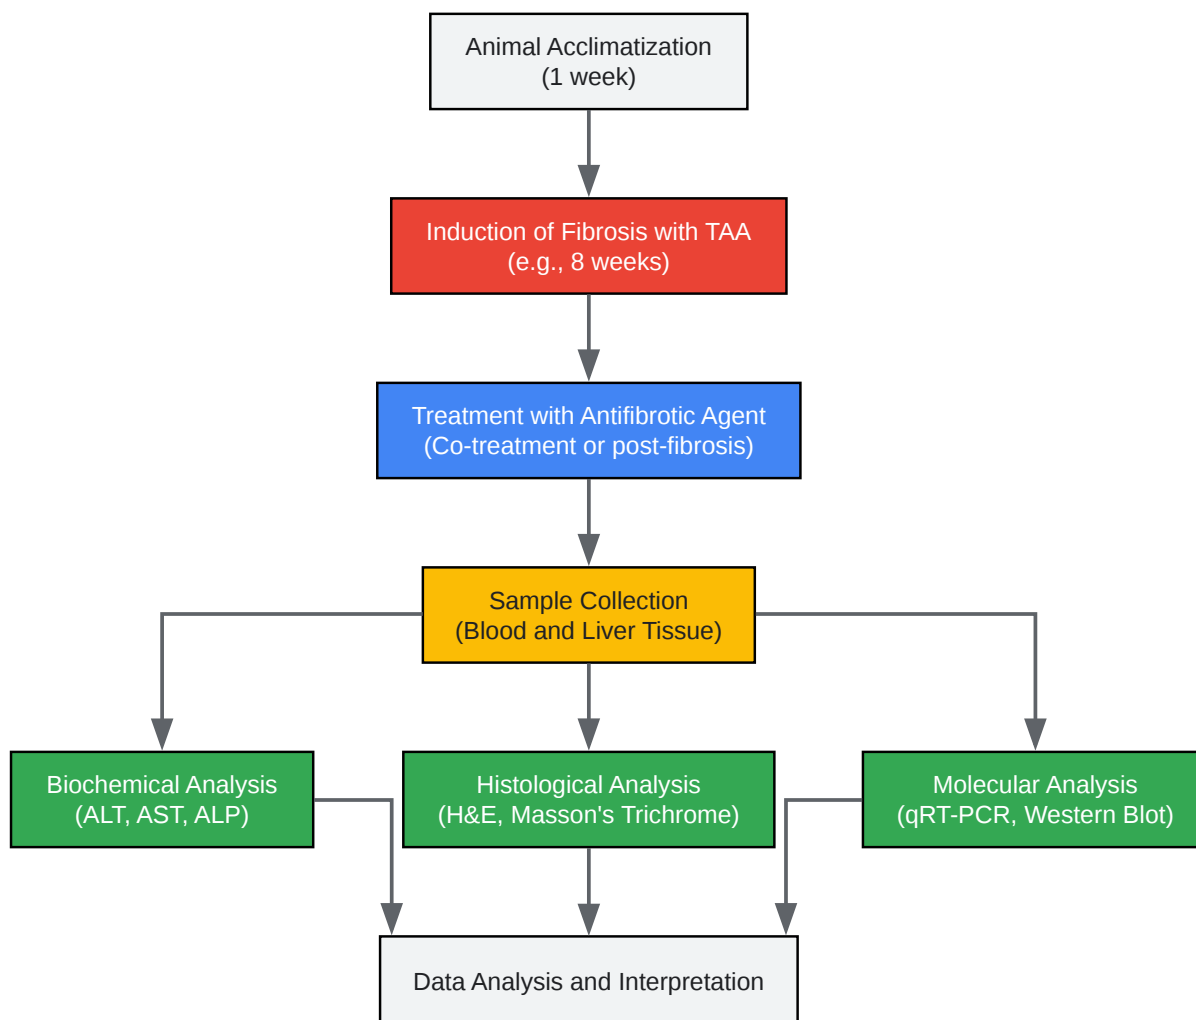 Animal Acclimatization
(1 week)
Induction of Fibrosis with TAA
(e.g., 8 weeks)
Treatment with Antifibrotic Agent
(Co-treatment or post-fibrosis)
Sample Collection
(Blood and Liver Tissue)
Biochemical Analysis
(ALT, AST, ALP)
Histological Analysis
(H&E, Masson's Trichrome)
Molecular Analysis
(qRT-PCR, Western Blot)
Data Analysis and Interpretation